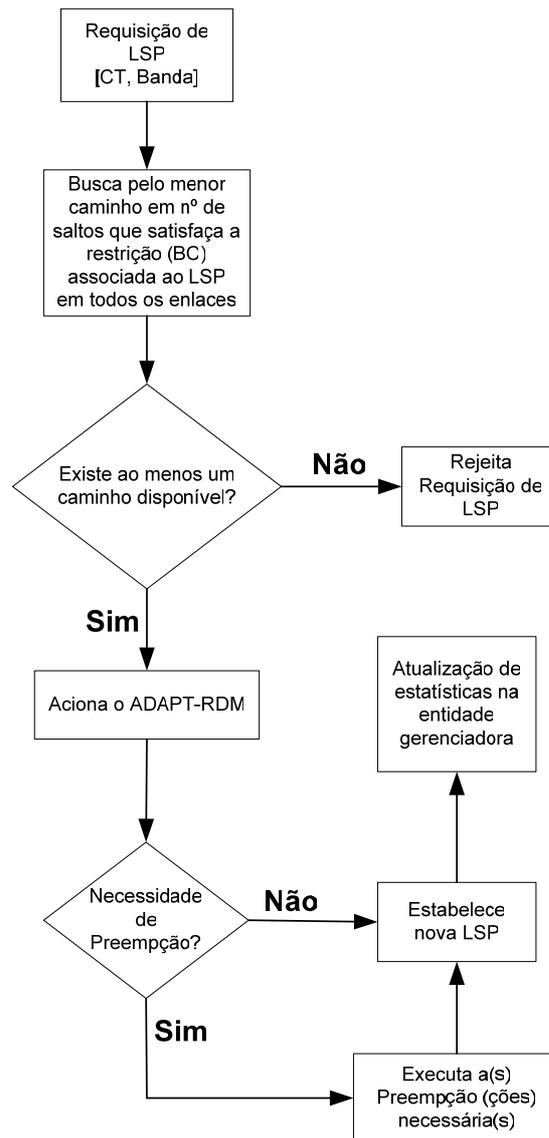 Requisição de
LSP
[CT, Banda]
Busca pelo menor
caminho em nº de
saltos que satisfaça a
restrição (BC)
associada ao LSP
em todos os enlaces
Existe ao menos um
caminho disponível?
Não
Rejeita
Requisição de
LSP
Sim
Aciona o ADAPT-RDM
Atualização de
estatísticas na
entidade
gerenciadora
Necessidade
de
Preempção?
Não
Estabelece
nova LSP
Sim
Executa a(s)
Preempção (ções)
necessária(s)